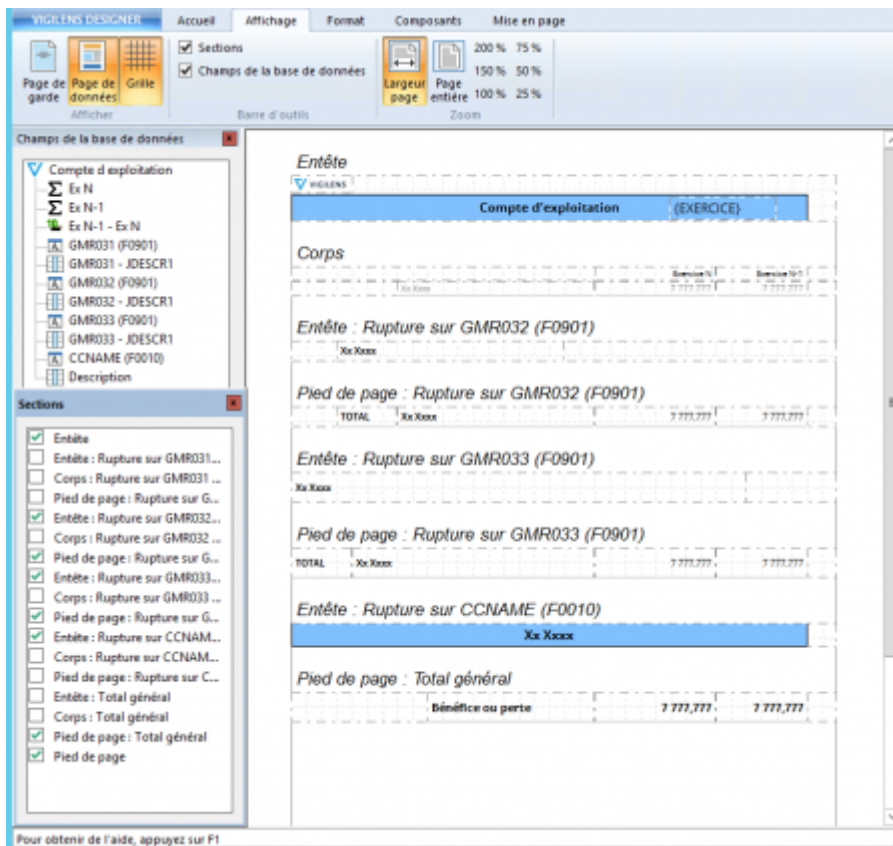 VIGILENS DESIGNER Accueil Affichage Format Composants Mise en page
Page de garde
Page de données
Grille
Afficher
Sections
Champs de la base de données
Barre d'outils
Largeur page
Page entière
200 % 75 %
150 % 50 %
100 % 25 %
Zoom
Champs de la base de données
Compte d exploitation
Ex N
Ex N-1
Ex N-1 - Ex N
GMR031 (F0901)
GMR031 - JDESCR1
GMR032 (F0901)
GMR032 - JDESCR1
GMR033 (F0901)
GMR033 - JDESCR1
CCNAME (F0010)
Description
Sections
Entête
Entête : Rupture sur GMR031...
Corps : Rupture sur GMR031 ...
Pied de page : Rupture sur G...
Entête : Rupture sur GMR032...
Corps : Rupture sur GMR032 ...
Pied de page : Rupture sur G...
Entête : Rupture sur GMR033...
Corps : Rupture sur GMR033 ...
Pied de page : Rupture sur G...
Entête : Rupture sur CCNAM...
Corps : Rupture sur CCNAM...
Pied de page : Rupture sur C...
Entête : Total général
Corps : Total général
Pied de page : Total général
Pied de page
Entête
VIGILENS
Compte d'exploitation {EXERCICE}
Corps
Exercice N Exercice N-1
Xx Xxxx 7 777,777 7 777,777
Entête : Rupture sur GMR032 (F0901)
Xx Xxxx
Pied de page : Rupture sur GMR032 (F0901)
TOTAL Xx Xxxx 7 777,777 7 777,777
Entête : Rupture sur GMR033 (F0901)
Xx Xxxx
Pied de page : Rupture sur GMR033 (F0901)
TOTAL Xx Xxxx 7 777,777 7 777,777
Entête : Rupture sur CCNAME (F0010)
Xx Xxxx
Pied de page : Total général
Bénéfice ou perte 7 777,777 7 777,777
Pour obtenir de l'aide, appuyez sur F1